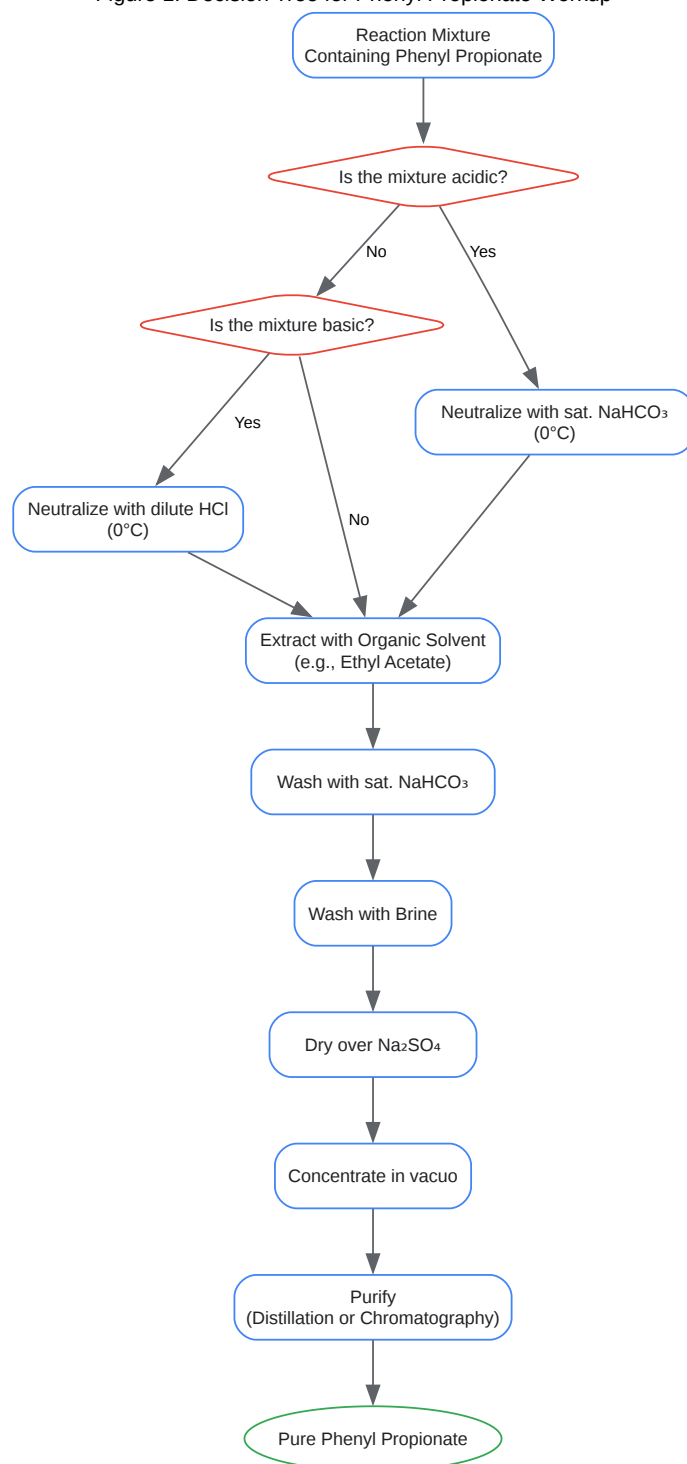 Reaction Mixture
Containing Phenyl Propionate
Is the mixture acidic?
No
Yes
Is the mixture basic?
Neutralize with sat. NaHCO₃
(0°C)
Yes
Neutralize with dilute HCl
(0°C)
No
Extract with Organic Solvent
(e.g., Ethyl Acetate)
Wash with sat. NaHCO₃
Wash with Brine
Dry over Na₂SO₄
Concentrate in vacuo
Purify
(Distillation or Chromatography)
Pure Phenyl Propionate